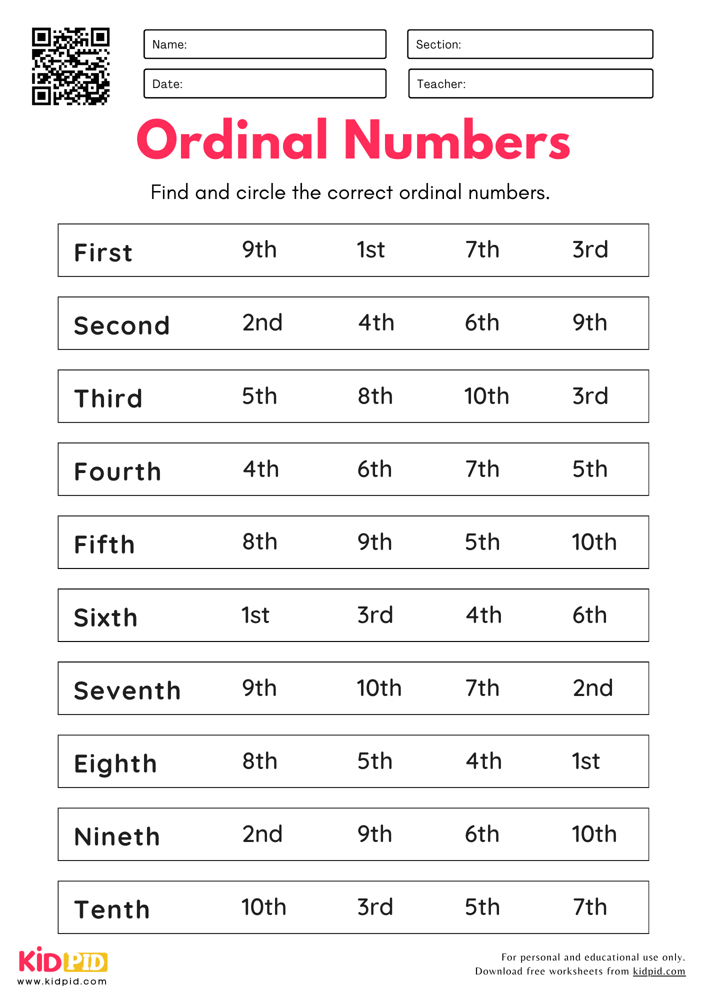 Name:
Section:
Date:
Teacher:
Ordinal Numbers
Find and circle the correct ordinal numbers.
First 9th 1st 7th 3rd
Second 2nd 4th 6th 9th
Third 5th 8th 10th 3rd
Fourth 4th 6th 7th 5th
Fifth 8th 9th 5th 10th
Sixth 1st 3rd 4th 6th
Seventh 9th 10th 7th 2nd
Eighth 8th 5th 4th 1st
Nineth 2nd 9th 6th 10th
Tenth 10th 3rd 5th 7th
KiD PID
www.kidpid.com
For personal and educational use only.
Download free worksheets from kidpid.com